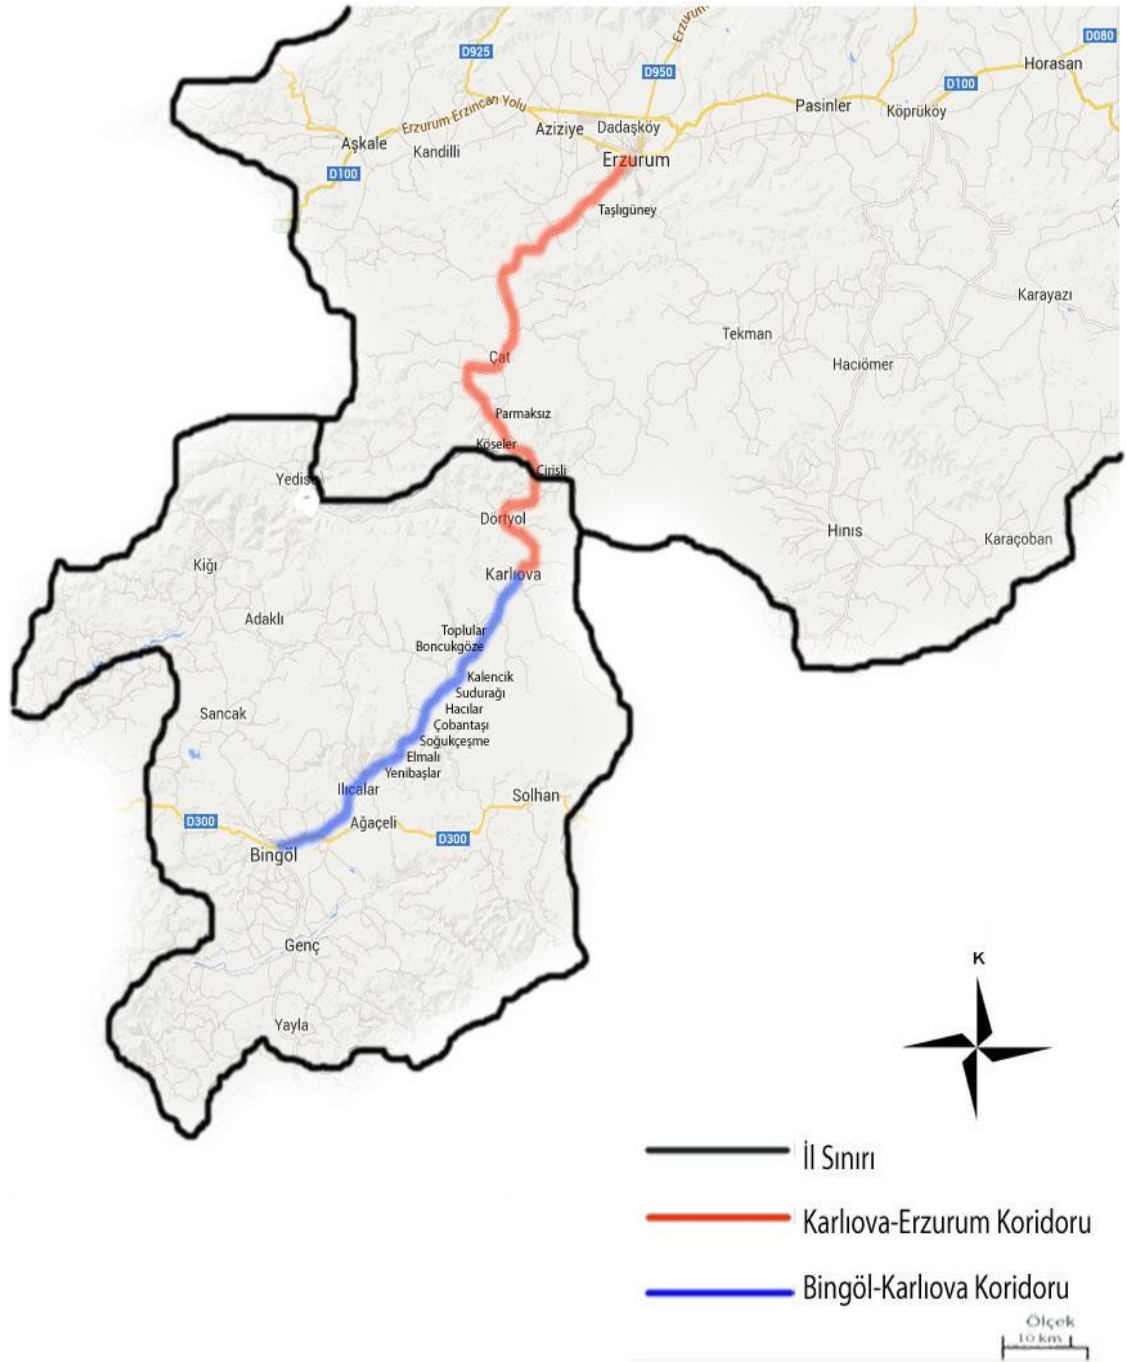 D925
D950
D080
Erzurum
Horasan
D100
Erzurum Erzincan Yolu
Pasinler
Köprüköy
Aziziye
Dadaşköy
Aşkale
Kandilli
Erzurum
D100
Taşlıgüney
Karayazı
Tekman
Çat
Hacıömer
Parmaksız
Köseler
Çirişli
Dörtyol
Hınıs
Karaçoban
Kiğı
Karlıova
Adaklı
Toplular
Boncukgöze
Kalencik
Sudurağı
Hacılar
Sancak
Çobantaşı
Soğukçeşme
Elmalı
Yenibaşlar
Ilıcalar
Solhan
D300
Ağaçeli
D300
Bingöl
Genç
K
Yayla
İl Sınırı
Karlıova-Erzurum Koridoru
Bingöl-Karlıova Koridoru
Ölçek
10 km